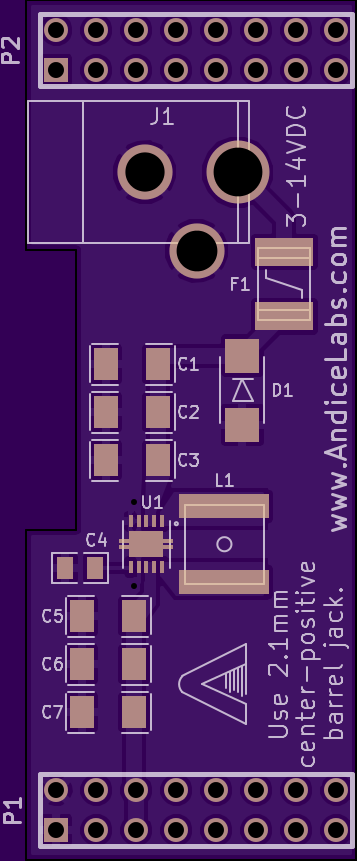 P2
J1
3-14VDC
F1
www.AndiceLabs.com
C1
D1
C2
C3
L1
U1
C4
C5
C6
C7
Use 2.1mm
center-positive
barrel jack.
P1